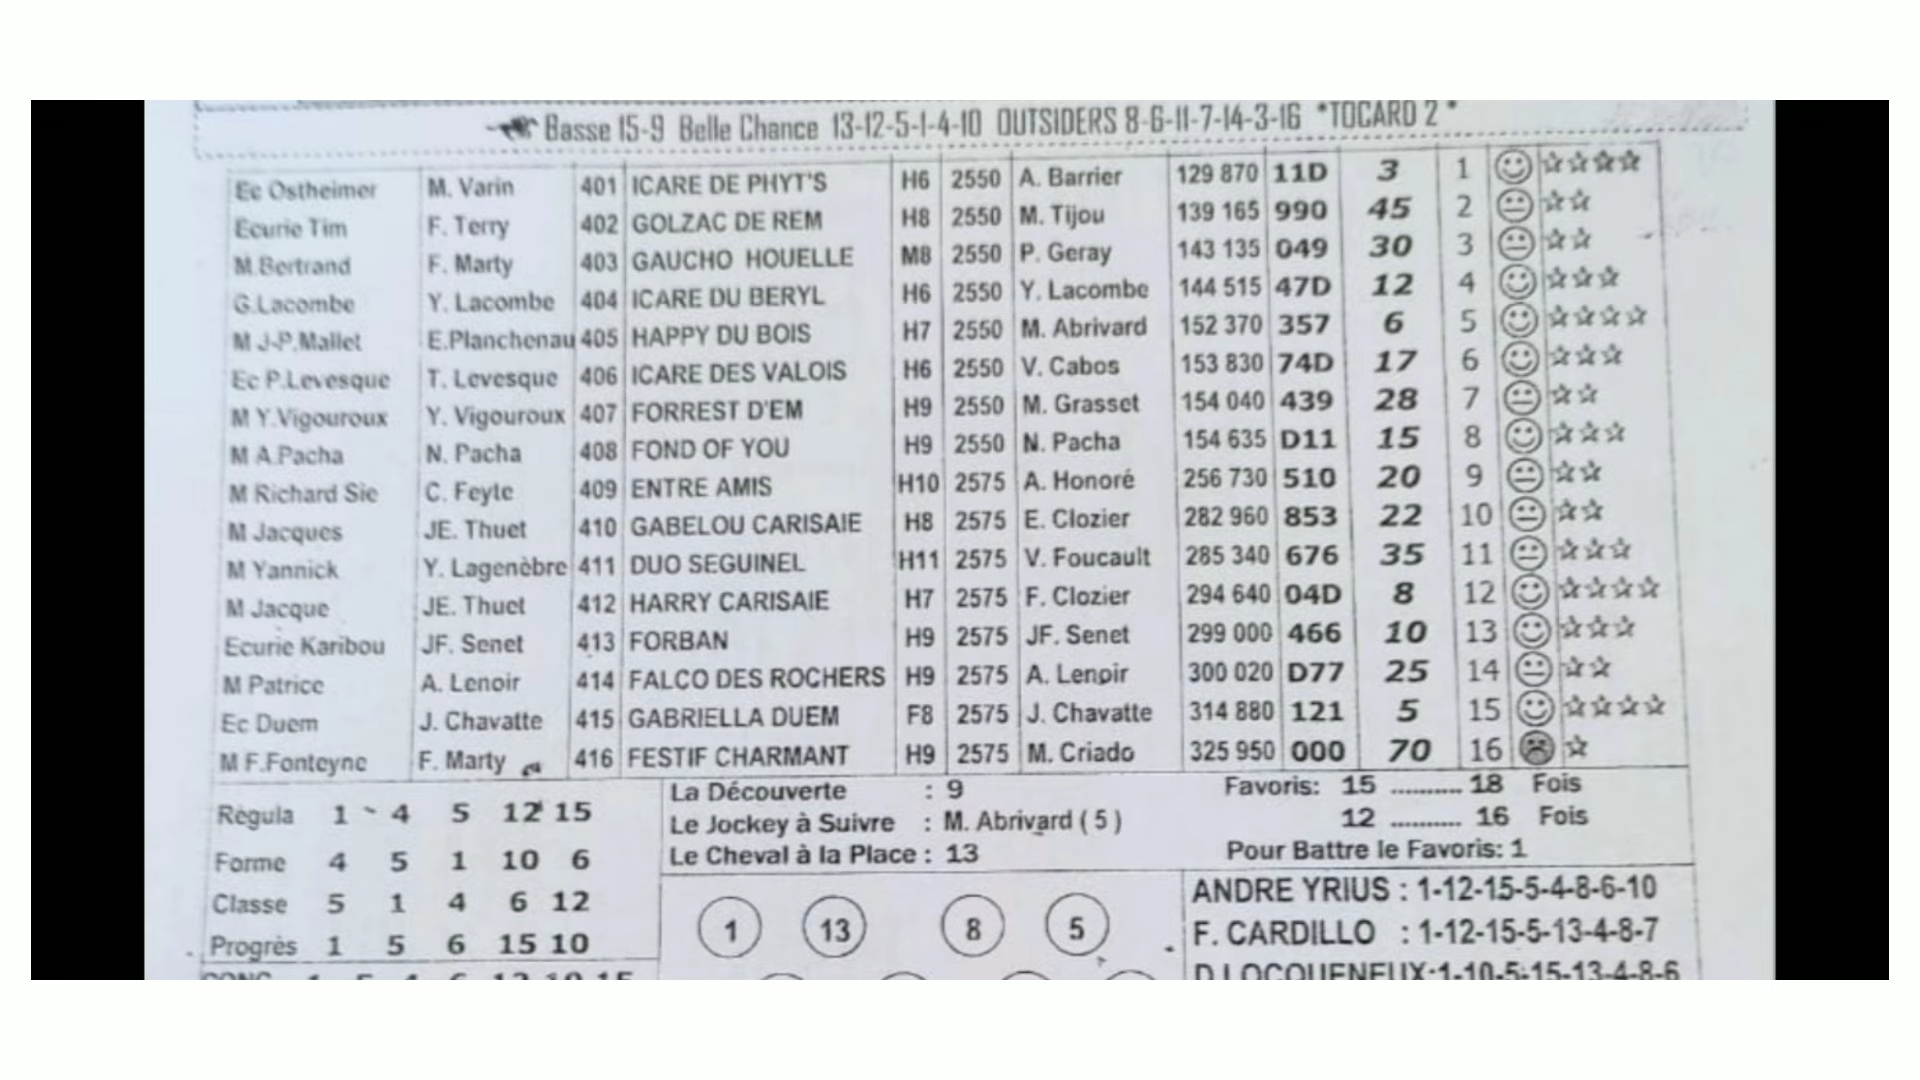 Basse 15-9 Belle Chance 13-12-5-1-4-10 OUTSIDERS 8-6-11-7-14-3-16 *TOCARD 2 *
Ec Ostheimer M. Varin 401 ICARE DE PHYT'S H6 2550 A. Barrier 129 870 11D 3 1 ☆☆☆☆
Ecurie Tim F. Terry 402 GOLZAC DE REM H8 2550 M. Tijou 139 165 990 45 2 ☆☆
M.Bertrand F. Marty 403 GAUCHO HOUELLE M8 2550 P. Geray 143 135 049 30 3 ☆☆
G.Lacombe Y. Lacombe 404 ICARE DU BERYL H6 2550 Y. Lacombe 144 515 47D 12 4 ☆☆☆
M J-P.Mallet E.Planchenau 405 HAPPY DU BOIS H7 2550 M. Abrivard 152 370 357 6 5 ☆☆☆☆
Ec P.Levesque T. Levesque 406 ICARE DES VALOIS H6 2550 V. Cabos 153 830 74D 17 6 ☆☆☆
M Y.Vigouroux Y. Vigouroux 407 FORREST D'EM H9 2550 M. Grasset 154 040 439 28 7 ☆☆
M A.Pacha N. Pacha 408 FOND OF YOU H9 2550 N. Pacha 154 635 D11 15 8 ☆☆☆
M Richard Sie C. Feyte 409 ENTRE AMIS H10 2575 A. Honoré 256 730 510 20 9 ☆☆
M Jacques JE. Thuet 410 GABELOU CARISAIE H8 2575 E. Clozier 282 960 853 22 10 ☆☆
M Yannick Y. Lagenèbre 411 DUO SEGUINEL H11 2575 V. Foucault 285 340 676 35 11 ☆☆☆
M Jacque JE. Thuet 412 HARRY CARISAIE H7 2575 F. Clozier 294 640 04D 8 12 ☆☆☆☆
Ecurie Karibou JF. Senet 413 FORBAN H9 2575 JF. Senet 299 000 466 10 13 ☆☆☆
M Patrice A. Lenoir 414 FALCO DES ROCHERS H9 2575 A. Lenoir 300 020 D77 25 14 ☆☆
Ec Duem J. Chavatte 415 GABRIELLA DUEM F8 2575 J. Chavatte 314 880 121 5 15 ☆☆☆☆
M F.Fonteyne F. Marty 416 FESTIF CHARMANT H9 2575 M. Criado 325 950 000 70 16 ☆
Règula 1 4 5 12 15
Forme 4 5 1 10 6
Classe 5 1 4 6 12
Progrès 1 5 6 15 10
La Découverte : 9
Le Jockey à Suivre : M. Abrivard ( 5 )
Le Cheval à la Place : 13
Favoris: 15 .......... 18 Fois
12 .......... 16 Fois
Pour Battre le Favoris: 1
1 13 8 5
ANDRE YRIUS : 1-12-15-5-4-8-6-10
F. CARDILLO : 1-12-15-5-13-4-8-7
D.LOCQUENEUX:1-10-5-15-13-4-8-6